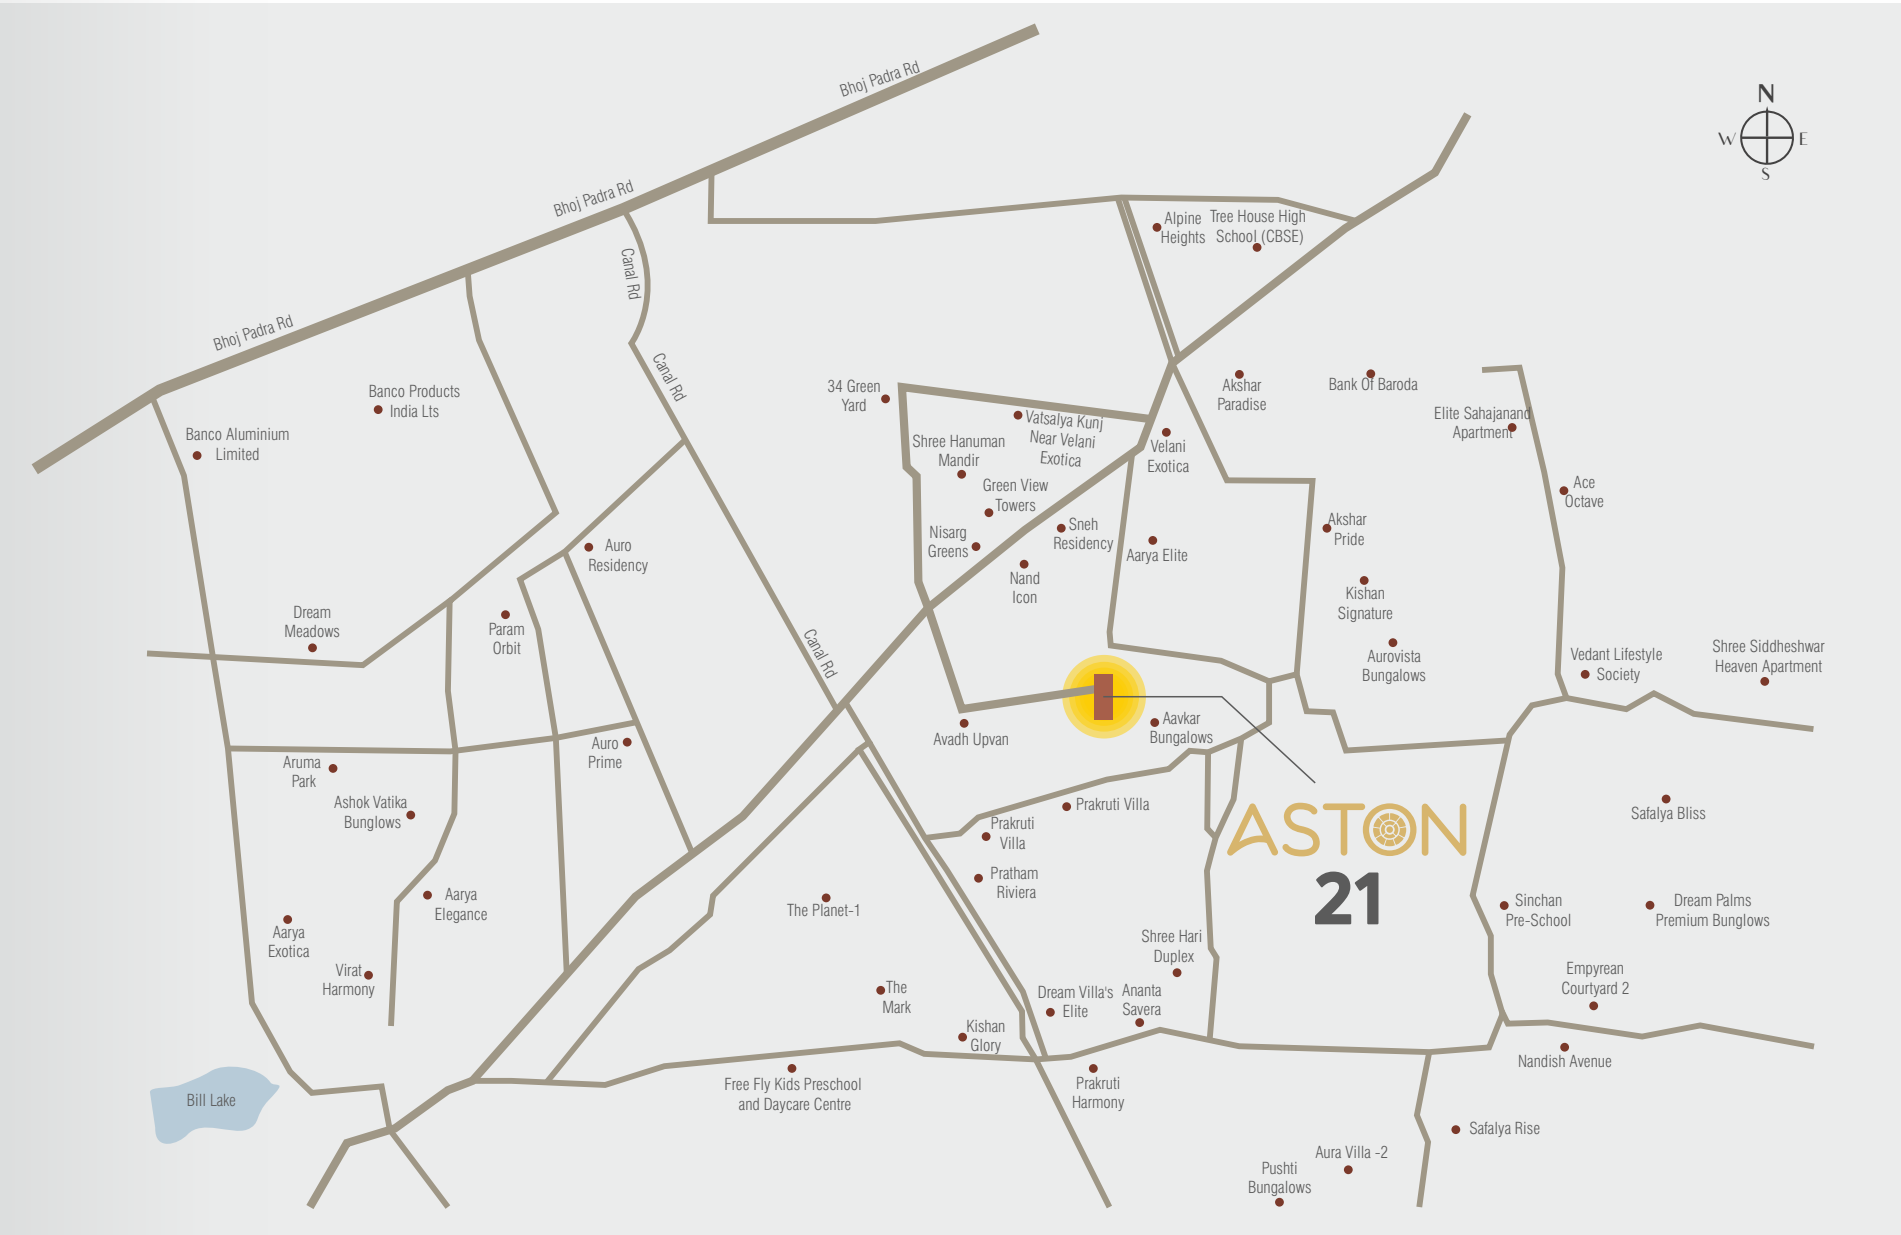 Bhoj Padra Rd
N
W
E
S
Bhoj Padra Rd
Alpine
Heights
Tree House High
School (CBSE)
Canal Rd
Bhoj Padra Rd
Canal Rd
34 Green
Yard
Akshar
Paradise
Bank Of Baroda
Banco Products
India Lts
Elite Sahajanand
Apartment
Vatsalya Kunj
Near Velani
Exotica
Banco Aluminium
Limited
Shree Hanuman
Mandir
Velani
Exotica
Green View
Towers
Ace
Octave
Akshar
Pride
Sneh
Residency
Nisarg
Greens
Auro
Residency
Aarya Elite
Nand
Icon
Kishan
Signature
Dream
Meadows
Param
Orbit
Canal Rd
Aurovista
Bungalows
Vedant Lifestyle
Society
Shree Siddheshwar
Heaven Apartment
Avadh Upvan
Aavkar
Bungalows
Auro
Prime
Aruma
Park
Ashok Vatika
Bunglows
Prakruti Villa
Safalya Bliss
Prakruti
Villa
ASTON
21
Pratham
Riviera
Aarya
Elegance
The Planet-1
Sinchan
Pre-School
Dream Palms
Premium Bunglows
Aarya
Exotica
Shree Hari
Duplex
Virat
Harmony
Empyrean
Courtyard 2
The
Mark
Dream Villa's
Elite
Ananta
Savera
Kishan
Glory
Nandish Avenue
Free Fly Kids Preschool
and Daycare Centre
Prakruti
Harmony
Bill Lake
Safalya Rise
Aura Villa -2
Pushti
Bungalows